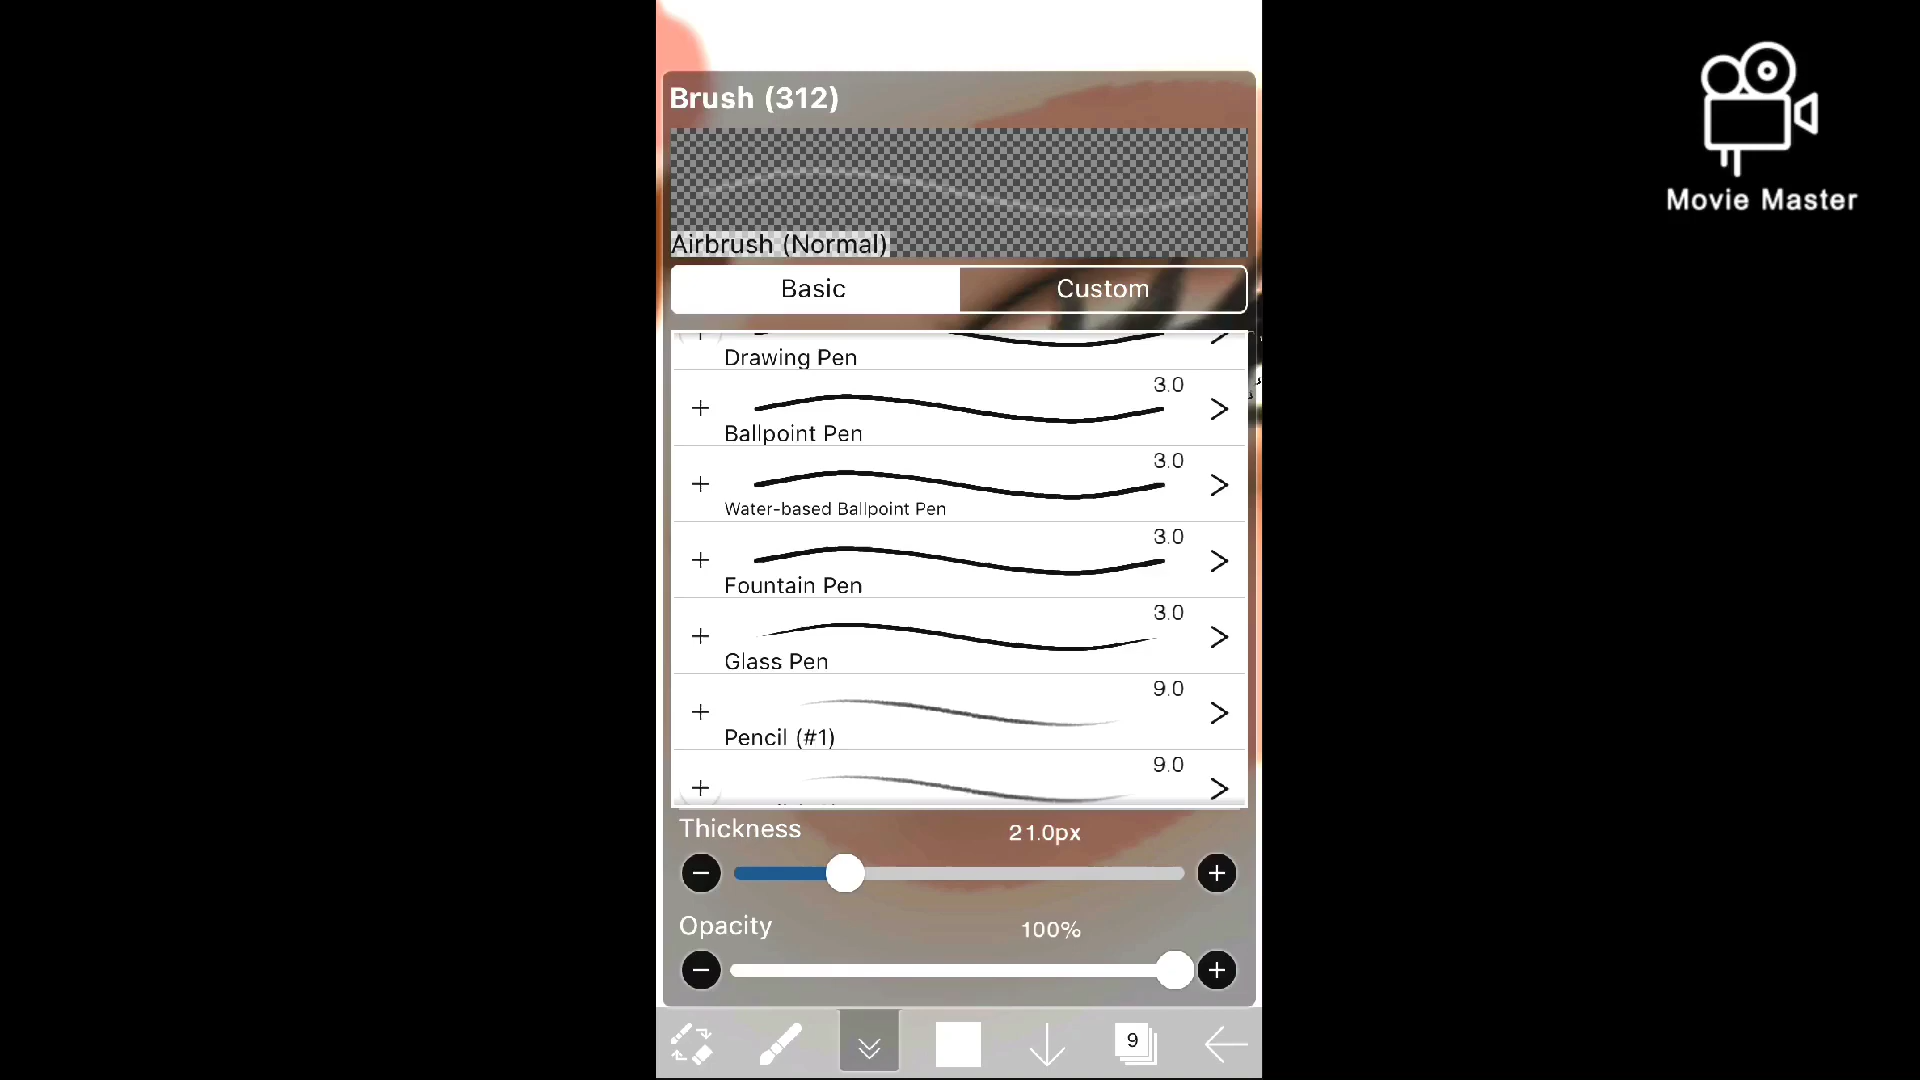 Brush (312)
Airbrush (Normal)
Basic
Custom
Drawing Pen
3.0
Ballpoint Pen
3.0
Water-based Ballpoint Pen
3.0
Fountain Pen
3.0
Glass Pen
9.0
Pencil (#1)
9.0
Thickness
21.0px
Opacity
100%
9
Movie Master